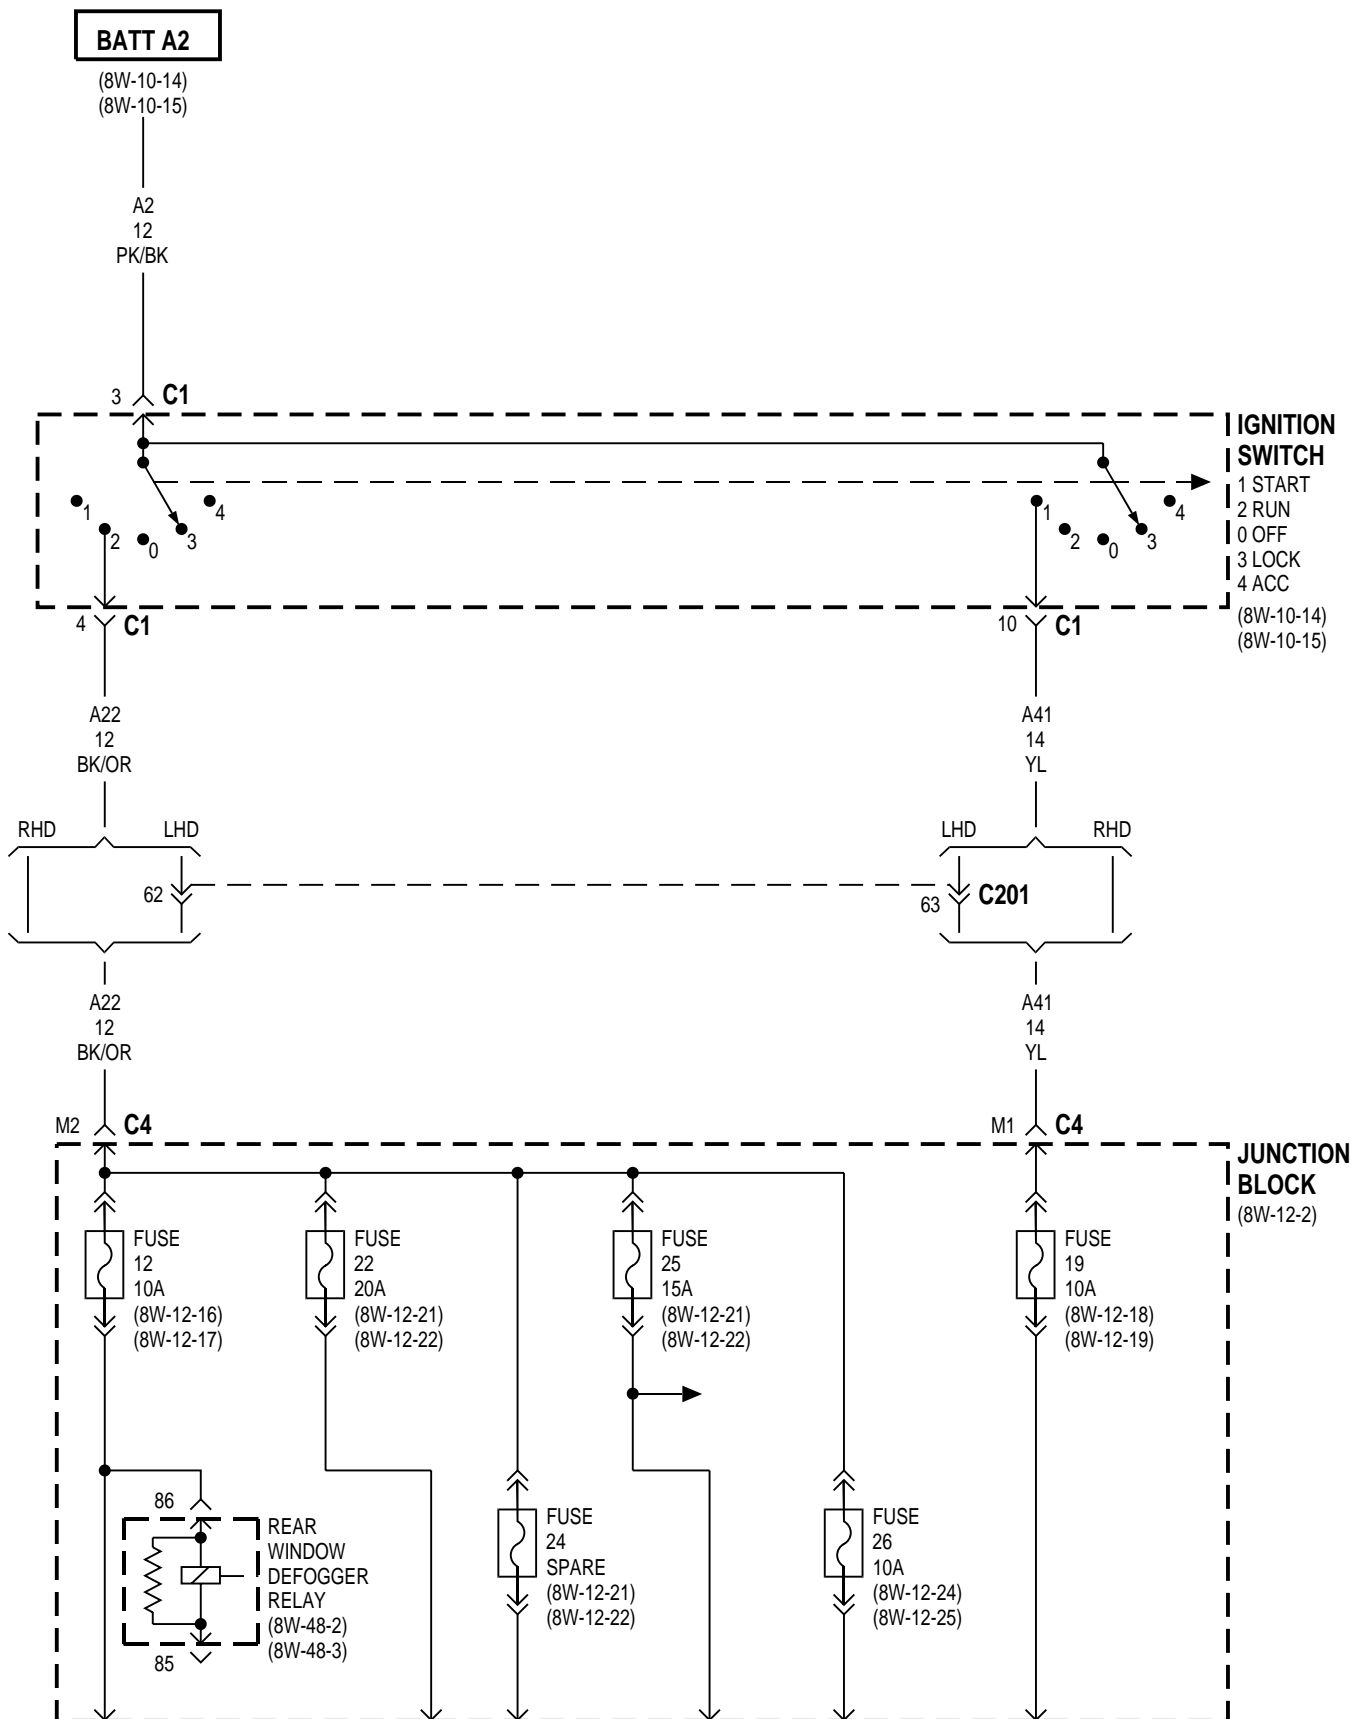 BATT A2
(8W-10-14)
(8W-10-15)
A2
12
PK/BK
3 C1
IGNITION
SWITCH
1 START
2 RUN
0 OFF
3 LOCK
4 ACC
(8W-10-14)
(8W-10-15)
1 2 0 3 4
1 2 0 3 4
4 C1
10 C1
A22
12
BK/OR
A41
14
YL
RHD LHD
LHD RHD
62
63 C201
A22
12
BK/OR
A41
14
YL
M2 C4
M1 C4
JUNCTION
BLOCK
(8W-12-2)
FUSE
12
10A
(8W-12-16)
(8W-12-17)
FUSE
22
20A
(8W-12-21)
(8W-12-22)
FUSE
25
15A
(8W-12-21)
(8W-12-22)
FUSE
19
10A
(8W-12-18)
(8W-12-19)
86
REAR
WINDOW
DEFOGGER
RELAY
(8W-48-2)
(8W-48-3)
85
FUSE
24
SPARE
(8W-12-21)
(8W-12-22)
FUSE
26
10A
(8W-12-24)
(8W-12-25)